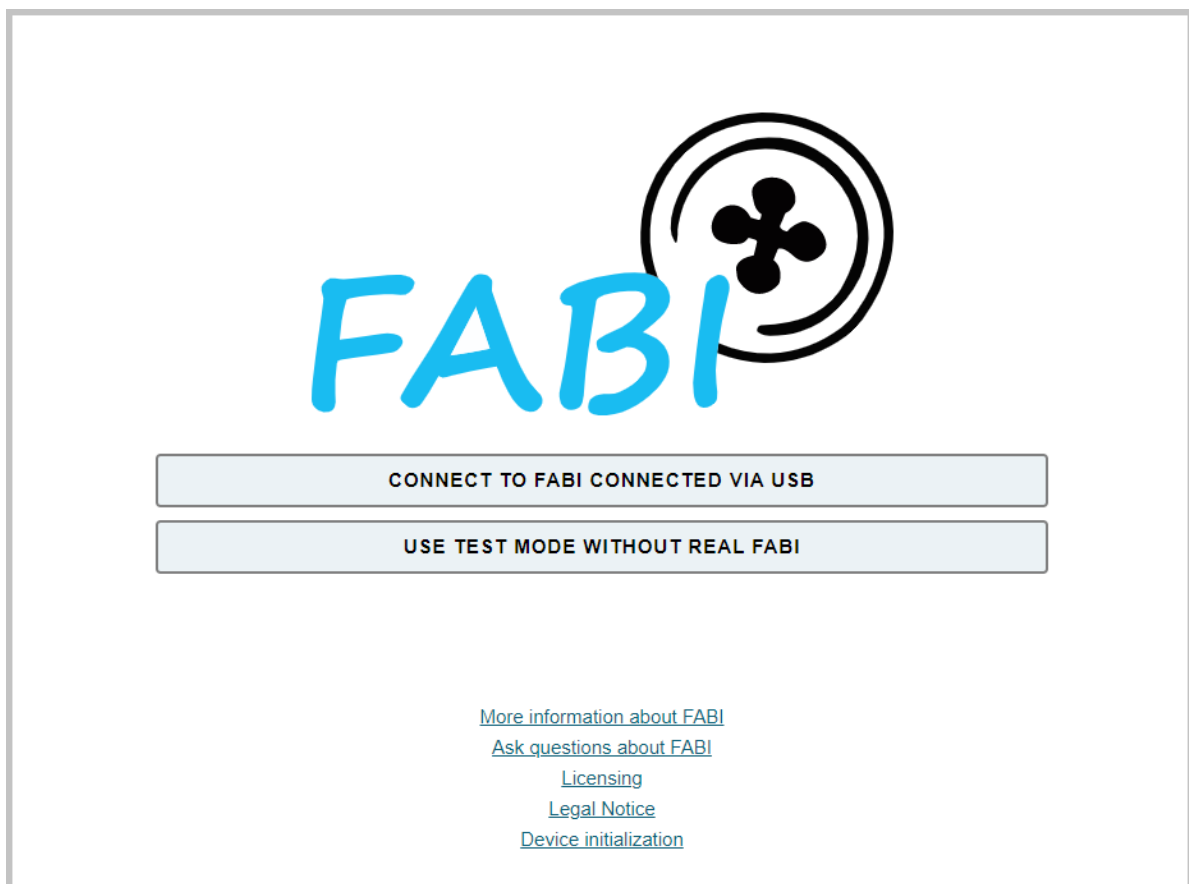 FABI
CONNECT TO FABI CONNECTED VIA USB
USE TEST MODE WITHOUT REAL FABI
More information about FABI
Ask questions about FABI
Licensing
Legal Notice
Device initialization